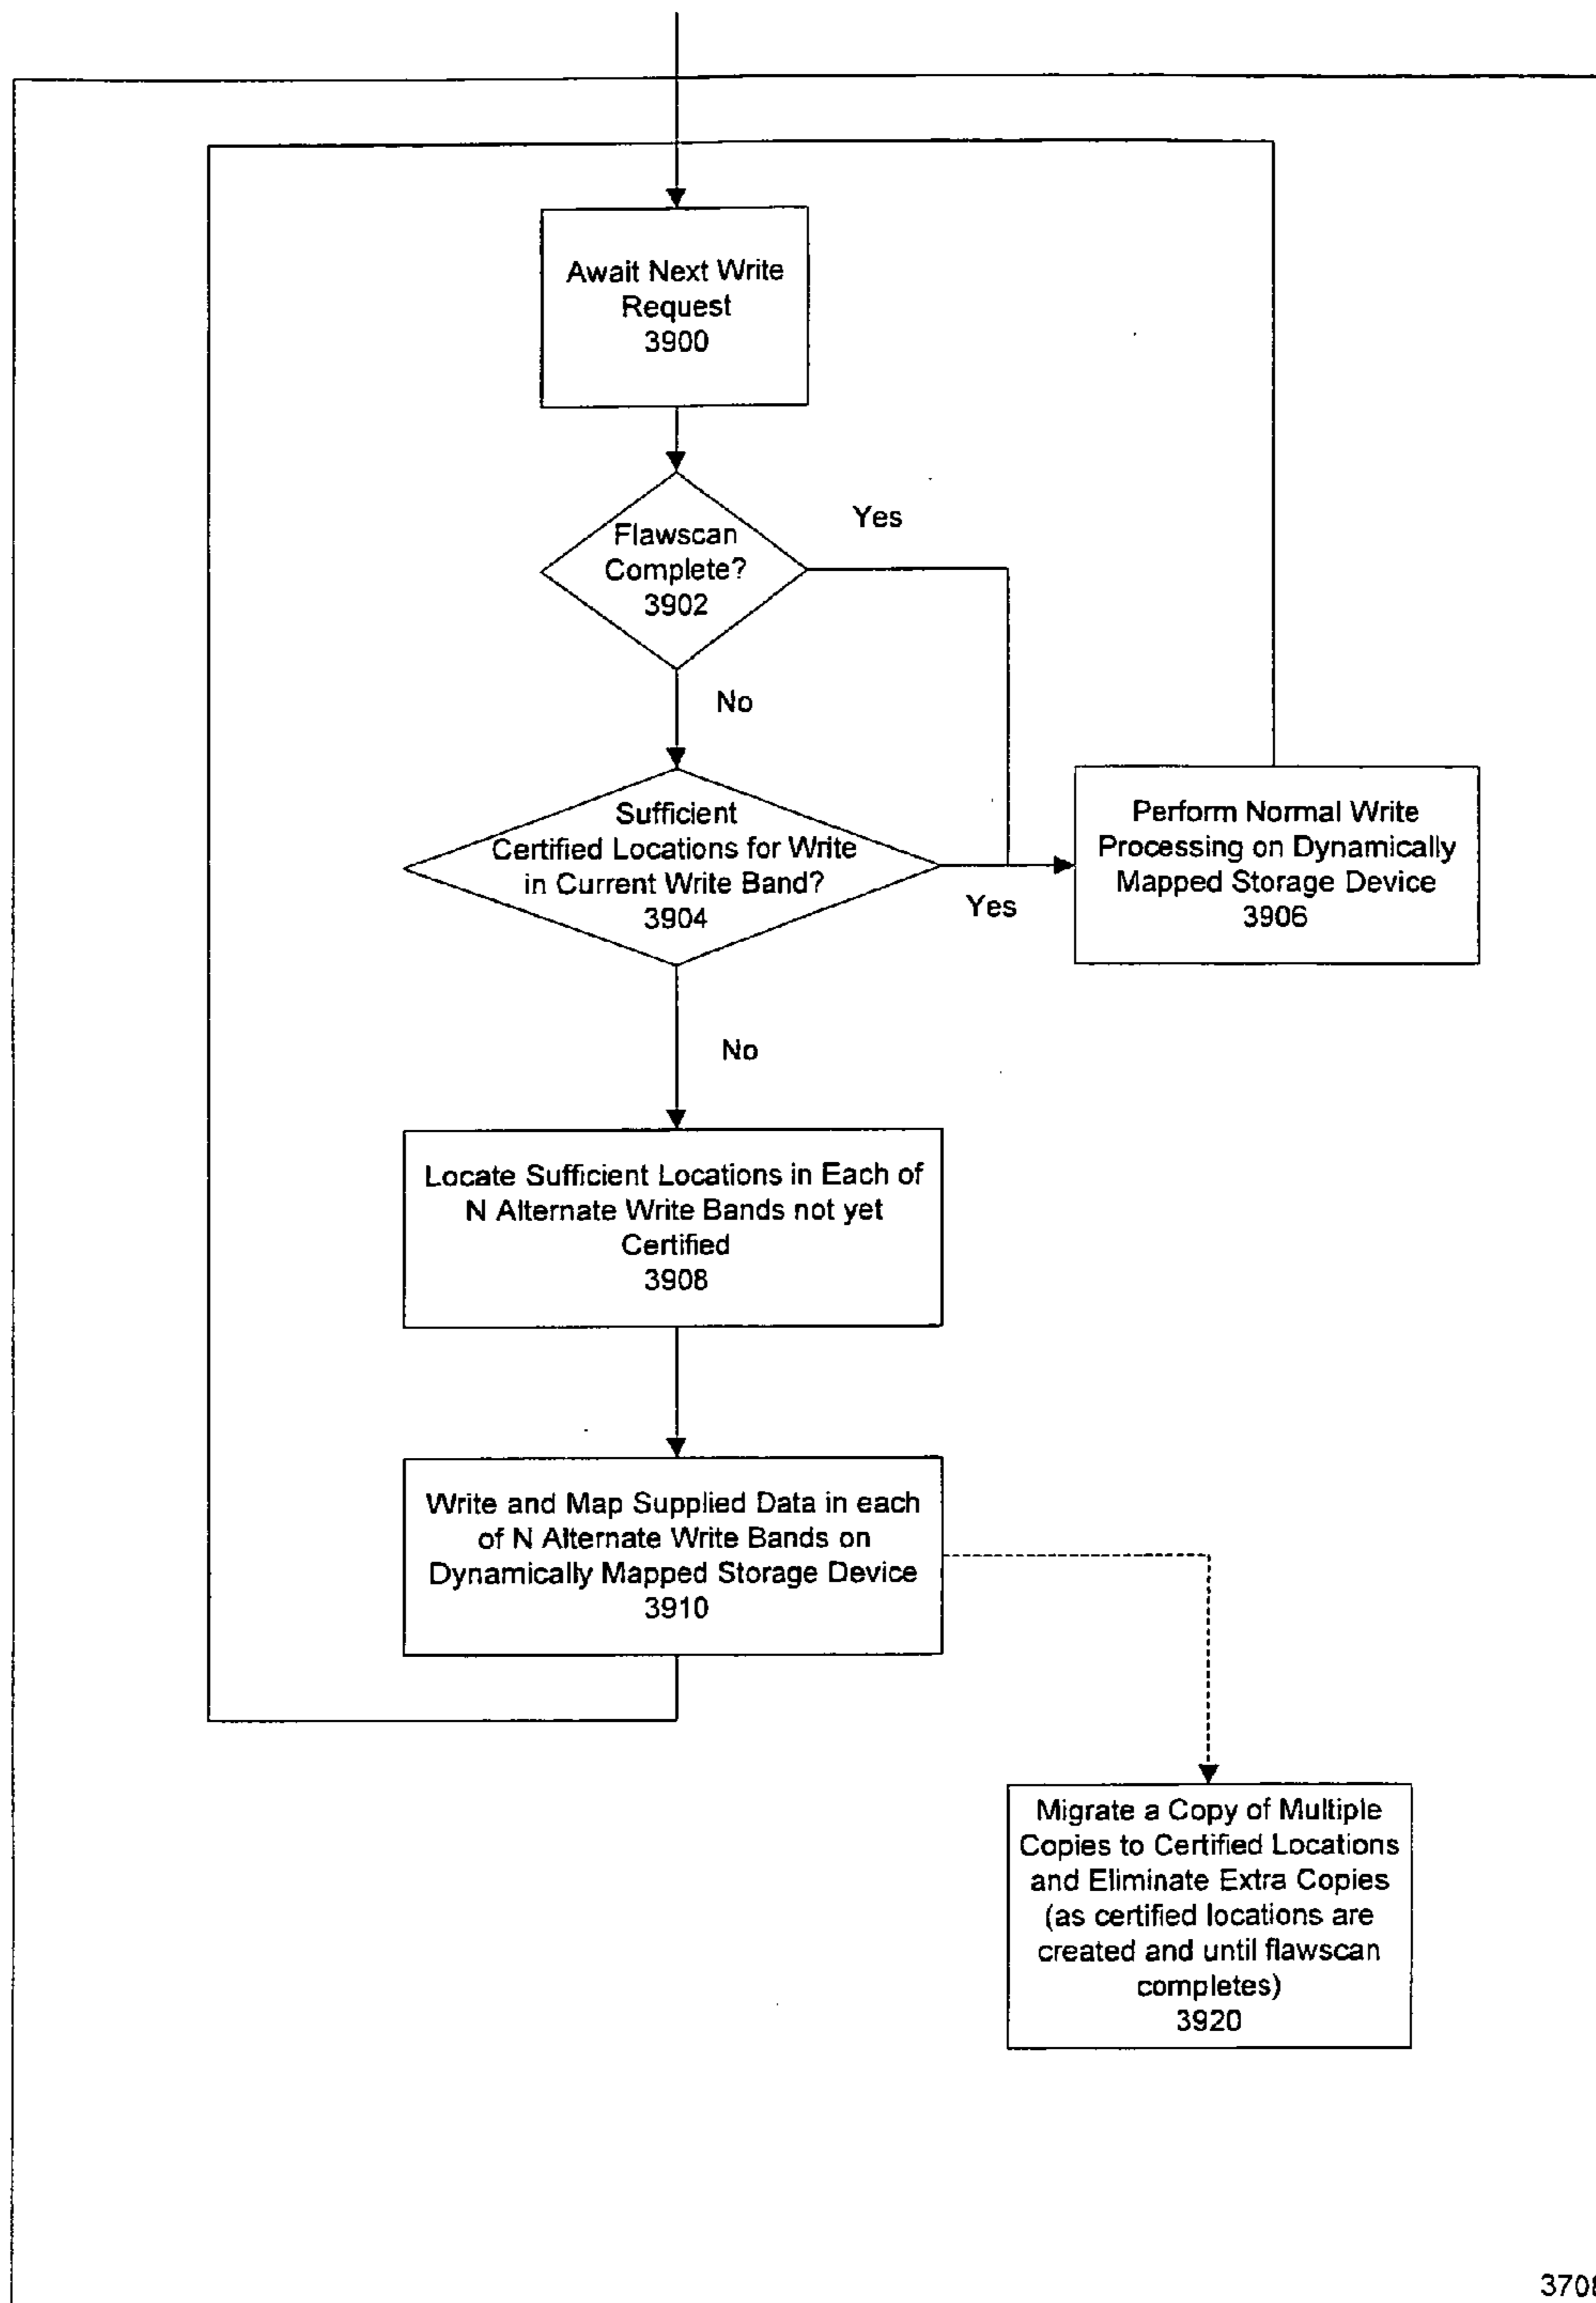 Await Next Write
Request
3900
Flawscan
Complete?
3902
Yes
No
Sufficient
Certified Locations for Write
in Current Write Band?
3904
Yes
Perform Normal Write
Processing on Dynamically
Mapped Storage Device
3906
No
Locate Sufficient Locations in Each of
N Alternate Write Bands not yet
Certified
3908
Write and Map Supplied Data in each
of N Alternate Write Bands on
Dynamically Mapped Storage Device
3910
Migrate a Copy of Multiple
Copies to Certified Locations
and Eliminate Extra Copies
(as certified locations are
created and until flawscan
completes)
3920
3708